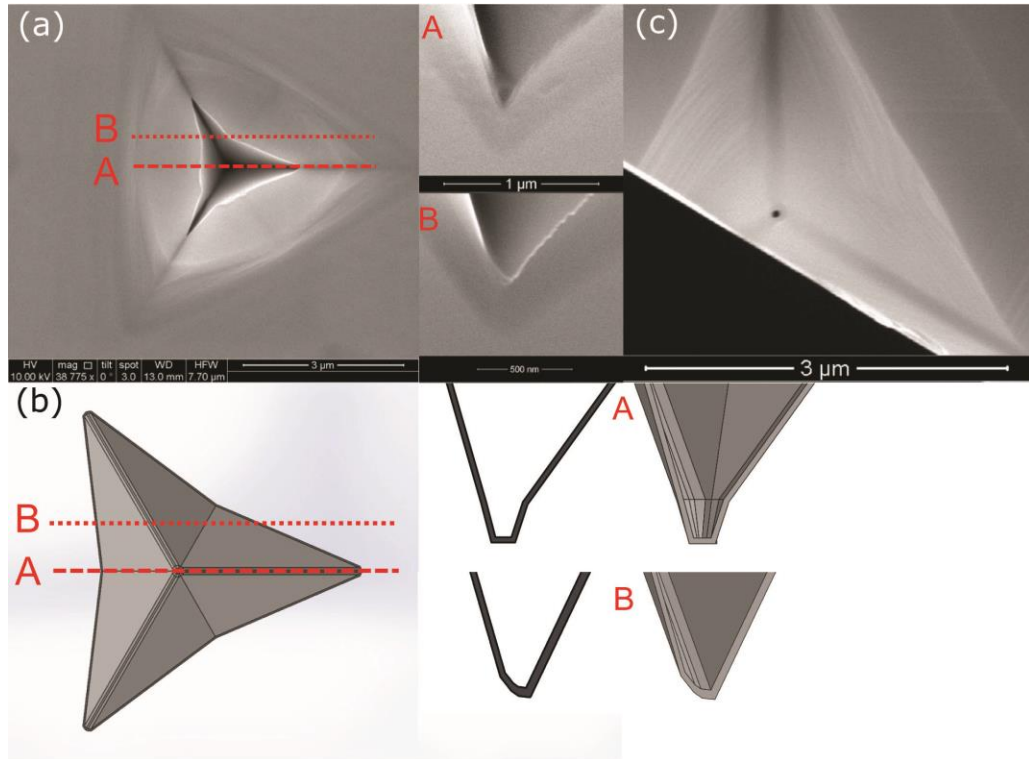 (a)
B
A
HV
mag
tilt
spot
WD
HFW
3 µm
10.00 kV
38 775 x
0 °
3.0
13.0 mm
7.70 µm
A
1 µm
B
500 nm
(c)
3 µm
(b)
B
A
A
B